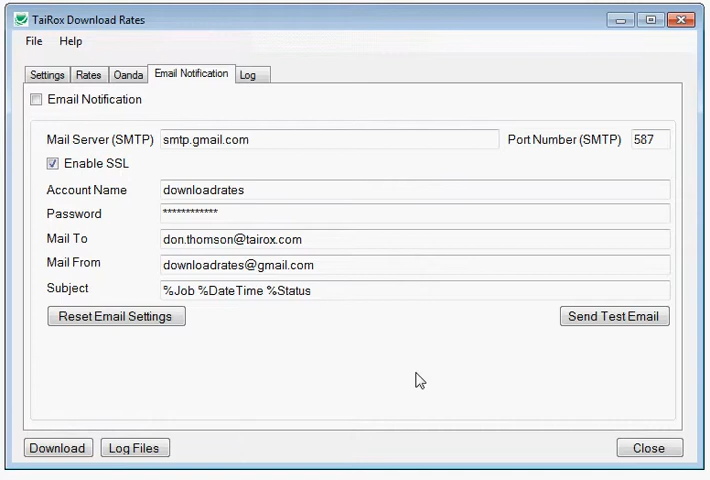 TaiRox Download Rates
File Help
Settings Rates Oanda Email Notification Log
Email Notification
Mail Server (SMTP) smtp.gmail.com Port Number (SMTP) 587
Enable SSL
Account Name downloadrates
Password ************
Mail To don.thomson@tairox.com
Mail From downloadrates@gmail.com
Subject %Job %DateTime %Status
Reset Email Settings Send Test Email
Download Log Files Close